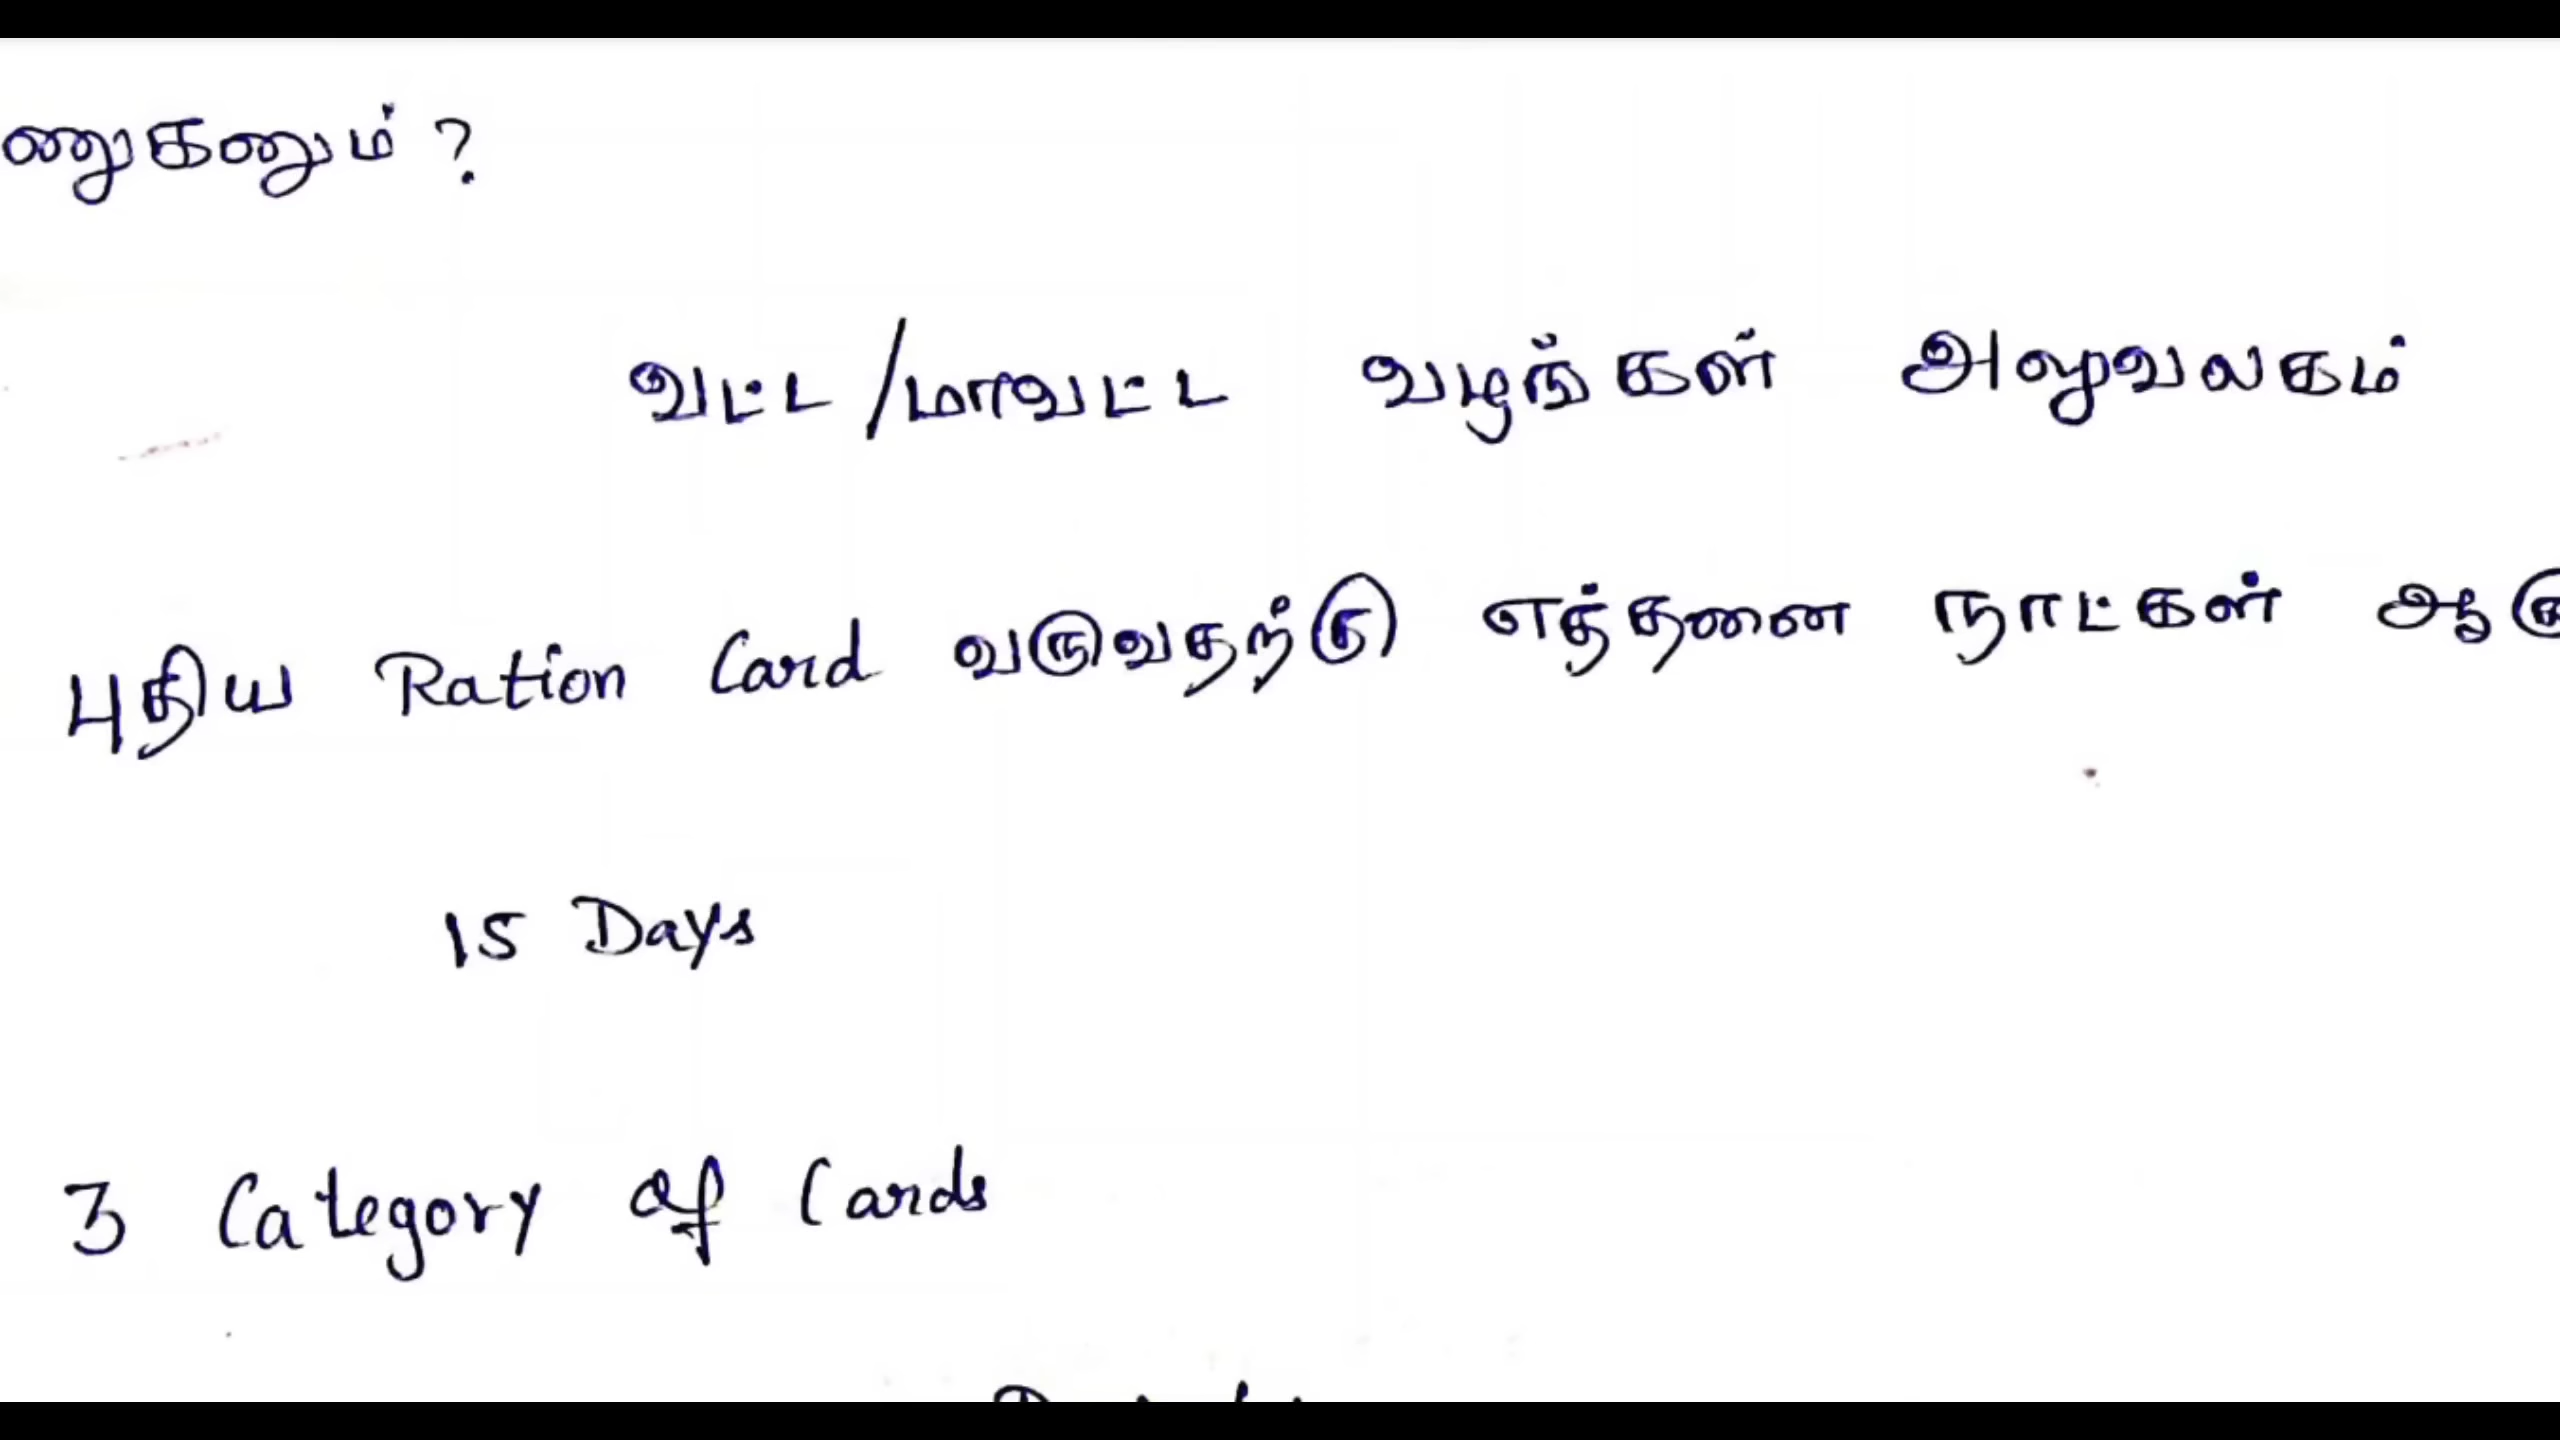 ணுகனும் ?
வட்ட / மாவட்ட வழங்கள் அலுவலகம்
புதிய Ration Card வருவதற்கு எத்தனை நாட்கள்
15 Days
3 Category of Cards